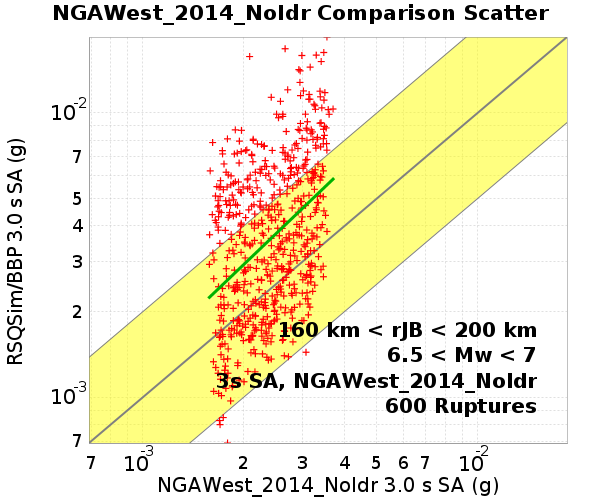 NGAWest_2014_NoIdr Comparison Scatter
RSQSim/BBP 3.0 s SA (g)
10-2
7
5
4
3
2
10-3
7
160 km < rJB < 200 km
6.5 < Mw < 7
3s SA, NGAWest_2014_NoIdr
600 Ruptures
7 10-3 2 3 4 5 6 7 10-2 2
NGAWest_2014_NoIdr 3.0 s SA (g)